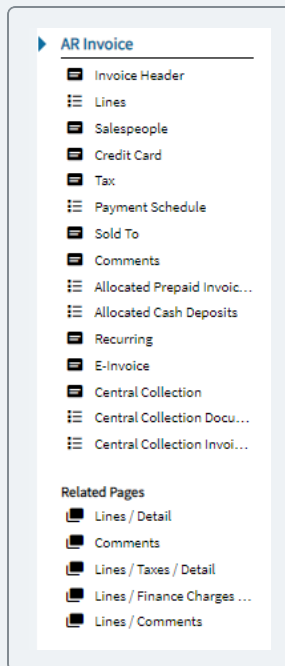 AR Invoice
Invoice Header
Lines
Salespeople
Credit Card
Tax
Payment Schedule
Sold To
Comments
Allocated Prepaid Invoic...
Allocated Cash Deposits
Recurring
E-Invoice
Central Collection
Central Collection Docu...
Central Collection Invoi...
Related Pages
Lines / Detail
Comments
Lines / Taxes / Detail
Lines / Finance Charges ...
Lines / Comments